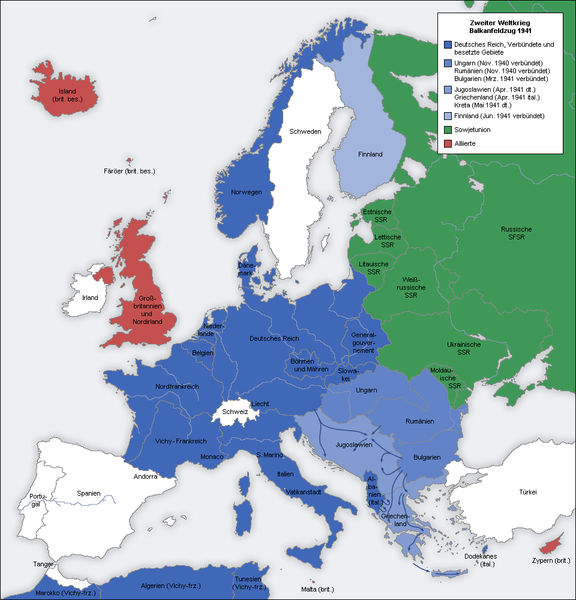 Zweiter Weltkrieg
Balkanfeldzug 1941
Deutsches Reich, Verbündete und
besetzte Gebiete
Ungarn (Nov. 1940 verbündet)
Rumänien (Nov. 1940 verbündet)
Bulgarien (Mrz. 1941 verbündet)
Jugoslawien (Apr. 1941 dt.)
Griechenland (Apr. 1941 ital.)
Kreta (Mai 1941 dt.)
Finnland (Jun. 1941 verbündet)
Sowjetunion
Alliierte
Island
(brit. bes.)
Schweden
Finnland
Färöer (brit. bes.)
Norwegen
Estnische
SSR
Russische
SFSR
Lettische
SSR
Litauische
SSR
Däne-
mark
Weiß-
russische
SSR
Irland
Groß-
britannien
und
Nordirland
Nieder-
lande
Deutsches Reich
General-
gouver-
nement
Belgien
Ukrainische
SSR
Böhmen
und Mähren
Slowa-
kei
Moldau-
ische
SSR
Nordfrankreich
Ungarn
Liecht.
Schweiz
Rumänien
Vichy-Frankreich
Jugoslawien
Monaco
S. Marino
Bulgarien
Andorra
Italien
Al-
ba-
nien
(ital.)
Vatikanstadt
Portu-
gal
Spanien
Türkei
Griechen-
land
Dodekanes
(ital.)
Zypern (brit.)
Tanger
Marokko (Vichy-frz.)
Algerien (Vichy-frz.)
Tunesien
(Vichy-frz.)
Malta (brit.)